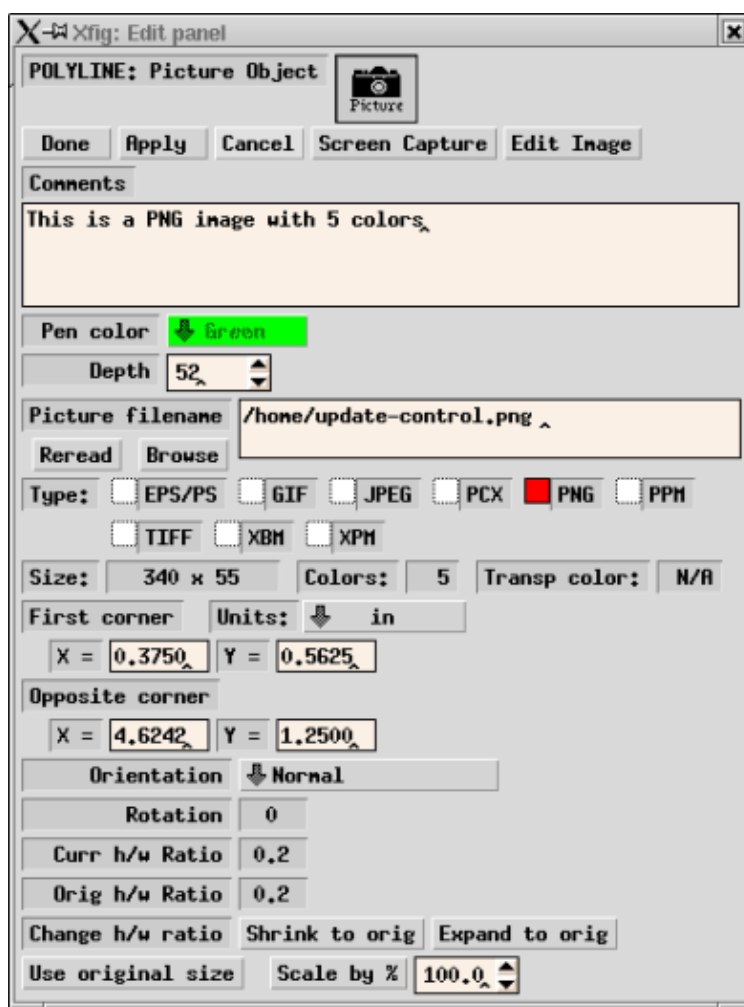 Xfig: Edit panel
POLYLINE: Picture Object
Picture
Done Apply Cancel Screen Capture Edit Image
Comments
This is a PNG image with 5 colors
Pen color Green
Depth 52
Picture filename /home/update-control.png
Reread Browse
Type: EPS/PS GIF JPEG PCX PNG PPM
TIFF XBM XPM
Size: 340 x 55 Colors: 5 Transp color: N/A
First corner Units: in
X = 0.3750 Y = 0.5625
Opposite corner
X = 4.6242 Y = 1.2500
Orientation Normal
Rotation 0
Curr h/w Ratio 0.2
Orig h/w Ratio 0.2
Change h/w ratio Shrink to orig Expand to orig
Use original size Scale by % 100.0